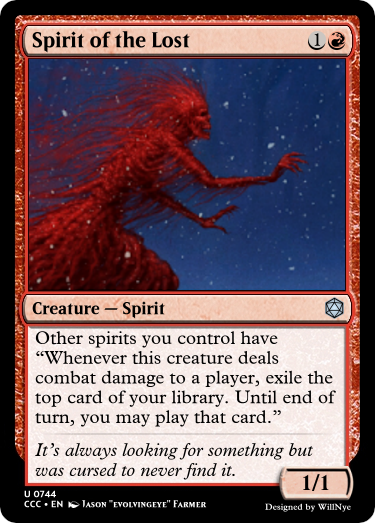 Spirit of the Lost
1
Creature — Spirit
Other spirits you control have
“Whenever this creature deals
combat damage to a player, exile the
top card of your library. Until end of
turn, you may play that card.”
It’s always looking for something but
was cursed to never find it.
1/1
U 0744
CCC • EN Jason "evolvingeye" Farmer
Designed by WillNye